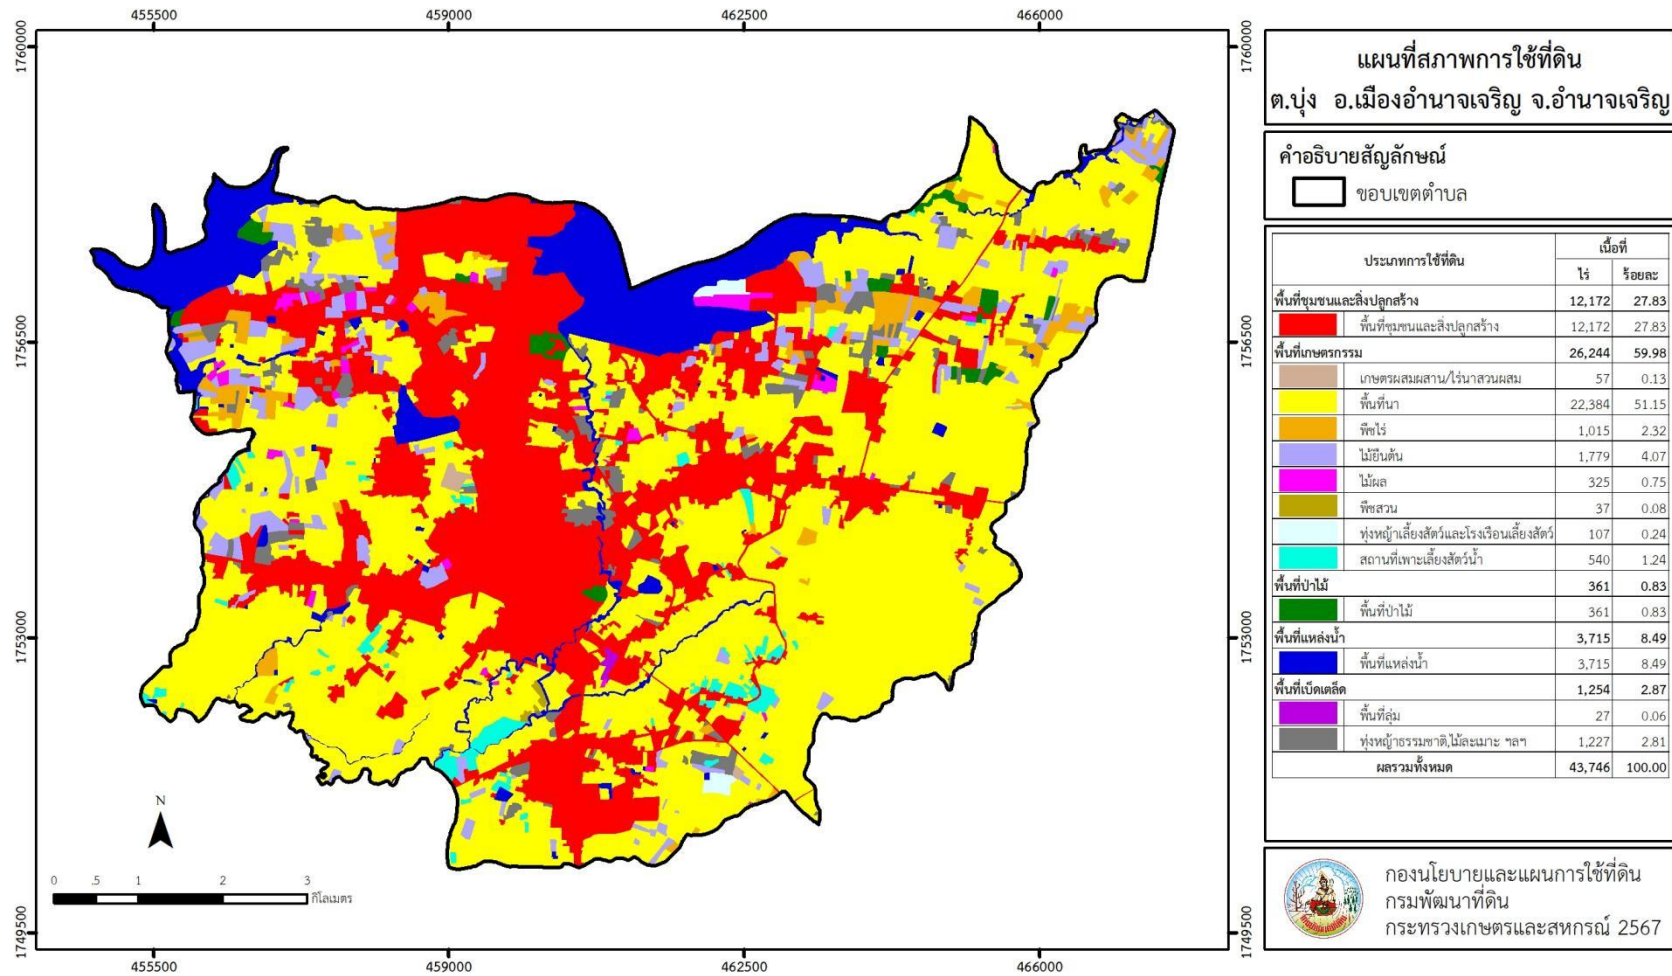 455500 459000 462500 466000
1760000 1760000
1756500 1756500
1753000 1753000
1749500 1749500
N
0 .5 1 2 3
กิโลเมตร
455500 459000 462500 466000
แผนที่สภาพการใช้ที่ดิน
ต.บุ่ง อ.เมืองอำนาจเจริญ จ.อำนาจเจริญ
คำอธิบายสัญลักษณ์
ขอบเขตตำบล
ประเภทการใช้ที่ดิน เนื้อที่
ไร่ ร้อยละ
พื้นที่ชุมชนและสิ่งปลูกสร้าง 12,172 27.83
พื้นที่ชุมชนและสิ่งปลูกสร้าง 12,172 27.83
พื้นที่เกษตรกรรม 26,244 59.98
เกษตรผสมผสาน/ไร่นาสวนผสม 57 0.13
พื้นที่นา 22,384 51.15
พืชไร่ 1,015 2.32
ไม้ยืนต้น 1,779 4.07
ไม้ผล 325 0.75
พืชสวน 37 0.08
ทุ่งหญ้าเลี้ยงสัตว์และโรงเรือนเลี้ยงสัตว์ 107 0.24
สถานที่เพาะเลี้ยงสัตว์น้ำ 540 1.24
พื้นที่ป่าไม้ 361 0.83
พื้นที่ป่าไม้ 361 0.83
พื้นที่แหล่งน้ำ 3,715 8.49
พื้นที่แหล่งน้ำ 3,715 8.49
พื้นที่เบ็ดเตล็ด 1,254 2.87
พื้นที่ลุ่ม 27 0.06
ทุ่งหญ้าธรรมชาติ,ไม้ละเมาะ ฯลฯ 1,227 2.81
ผลรวมทั้งหมด 43,746 100.00
กองนโยบายและแผนการใช้ที่ดิน
กรมพัฒนาที่ดิน
กระทรวงเกษตรและสหกรณ์ 2567